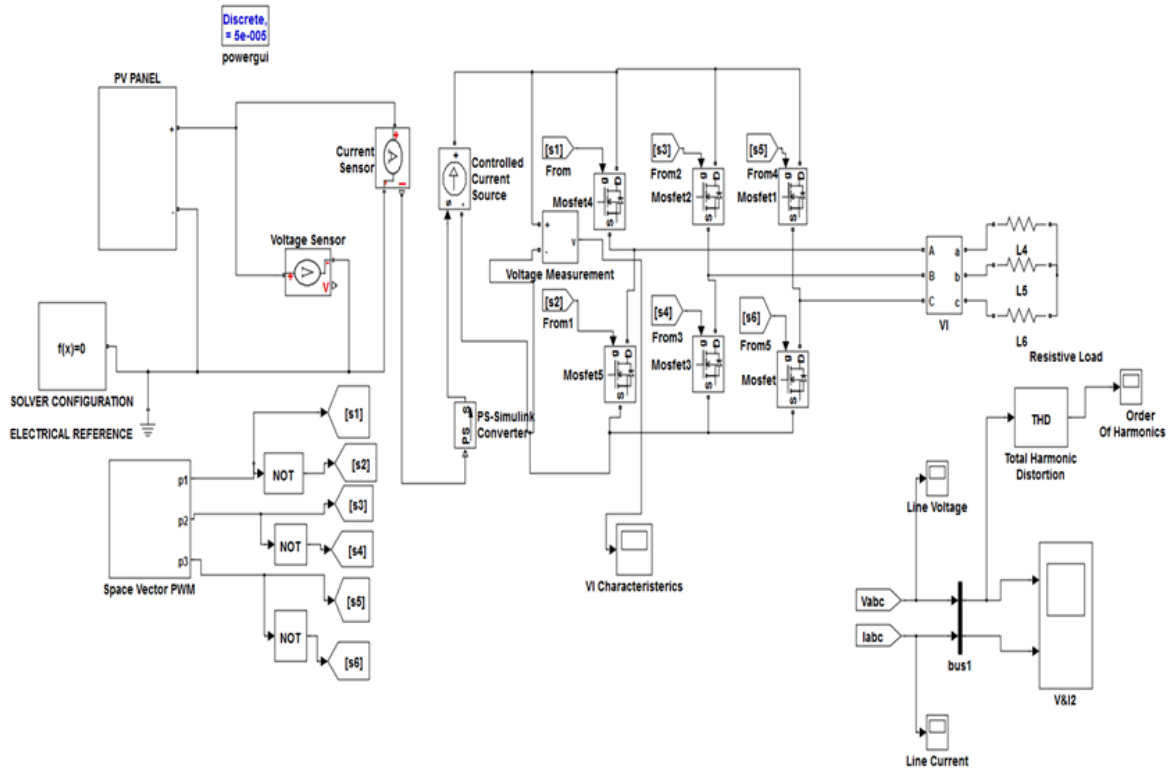 Discrete,
= 5e-005
powergui
PV PANEL
+
-
Current
Sensor
A
+
-
Voltage Sensor
+
-
V
V
f(x)=0
SOLVER CONFIGURATION
ELECTRICAL REFERENCE
+
s
-
Controlled
Current
Source
PS S
PS-Simulink
Converter
[s1]
From
g
D
S
Mosfet4
[s3]
From2
g
D
S
Mosfet2
[s5]
From4
g
D
S
Mosfet1
+
-
v
Voltage Measurement
[s2]
From1
g
D
S
Mosfet5
[s4]
From3
g
D
S
Mosfet3
[s6]
From5
g
D
S
Mosfet
A
B
C
a
b
c
VI
L4
L5
L6
Resistive Load
p1
p2
p3
Space Vector PWM
[s1]
NOT
[s2]
[s3]
NOT
[s4]
[s5]
NOT
[s6]
VI Characteristerics
THD
Total Harmonic
Distortion
Order
Of Harmonics
Line Voltage
Vabc
Iabc
bus1
V&I2
Line Current